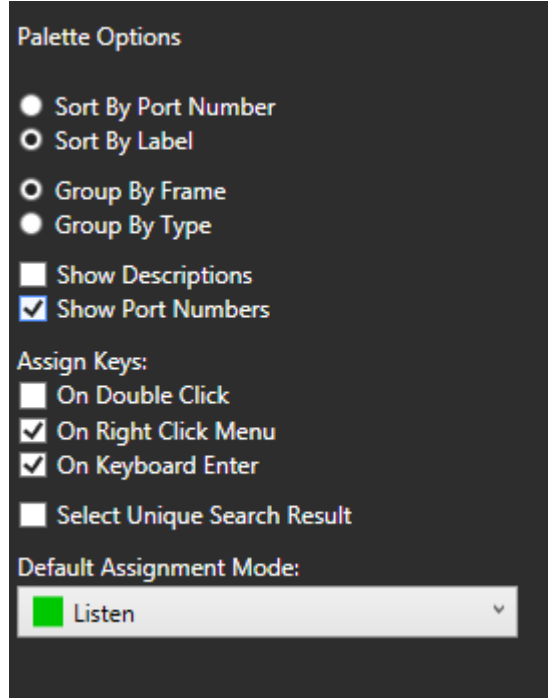 Palette Options
Sort By Port Number
Sort By Label
Group By Frame
Group By Type
Show Descriptions
Show Port Numbers
Assign Keys:
On Double Click
On Right Click Menu
On Keyboard Enter
Select Unique Search Result
Default Assignment Mode:
Listen